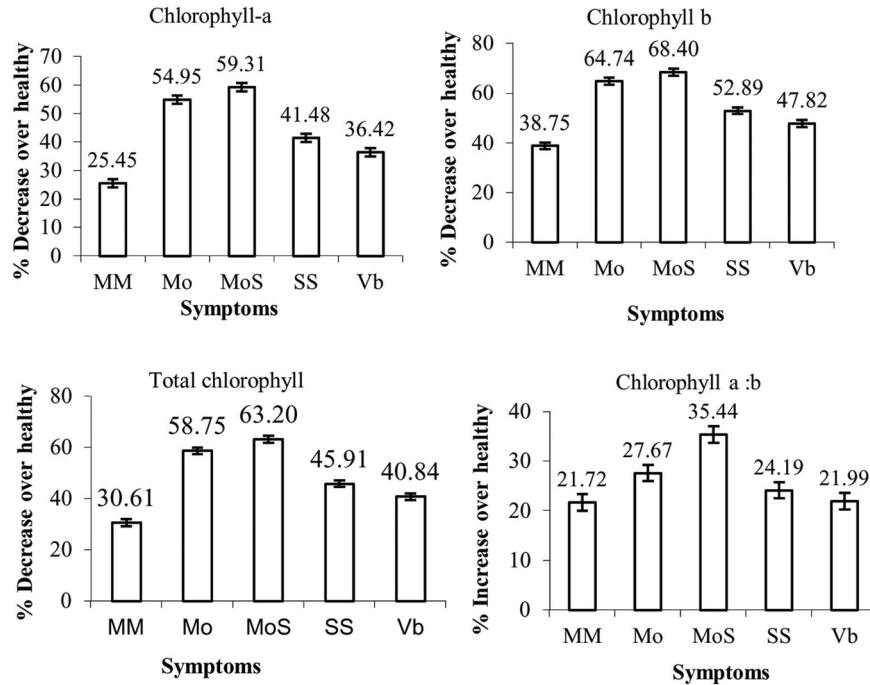 Chlorophyll-a
% Decrease over healthy
70
60
50
40
30
20
10
0
25.45
54.95
59.31
41.48
36.42
MM Mo MoS SS Vb
Symptoms
Chlorophyll b
% Decrease over healthy
80
60
40
20
0
38.75
64.74
68.40
52.89
47.82
MM Mo MoS SS Vb
Symptoms
Total chlorophyll
% Decrease over healthy
80
60
40
20
0
30.61
58.75
63.20
45.91
40.84
MM Mo MoS SS Vb
Symptoms
Chlorophyll a :b
% Increase over healthy
40
30
20
10
0
21.72
27.67
35.44
24.19
21.99
MM Mo MoS SS Vb
Symptoms